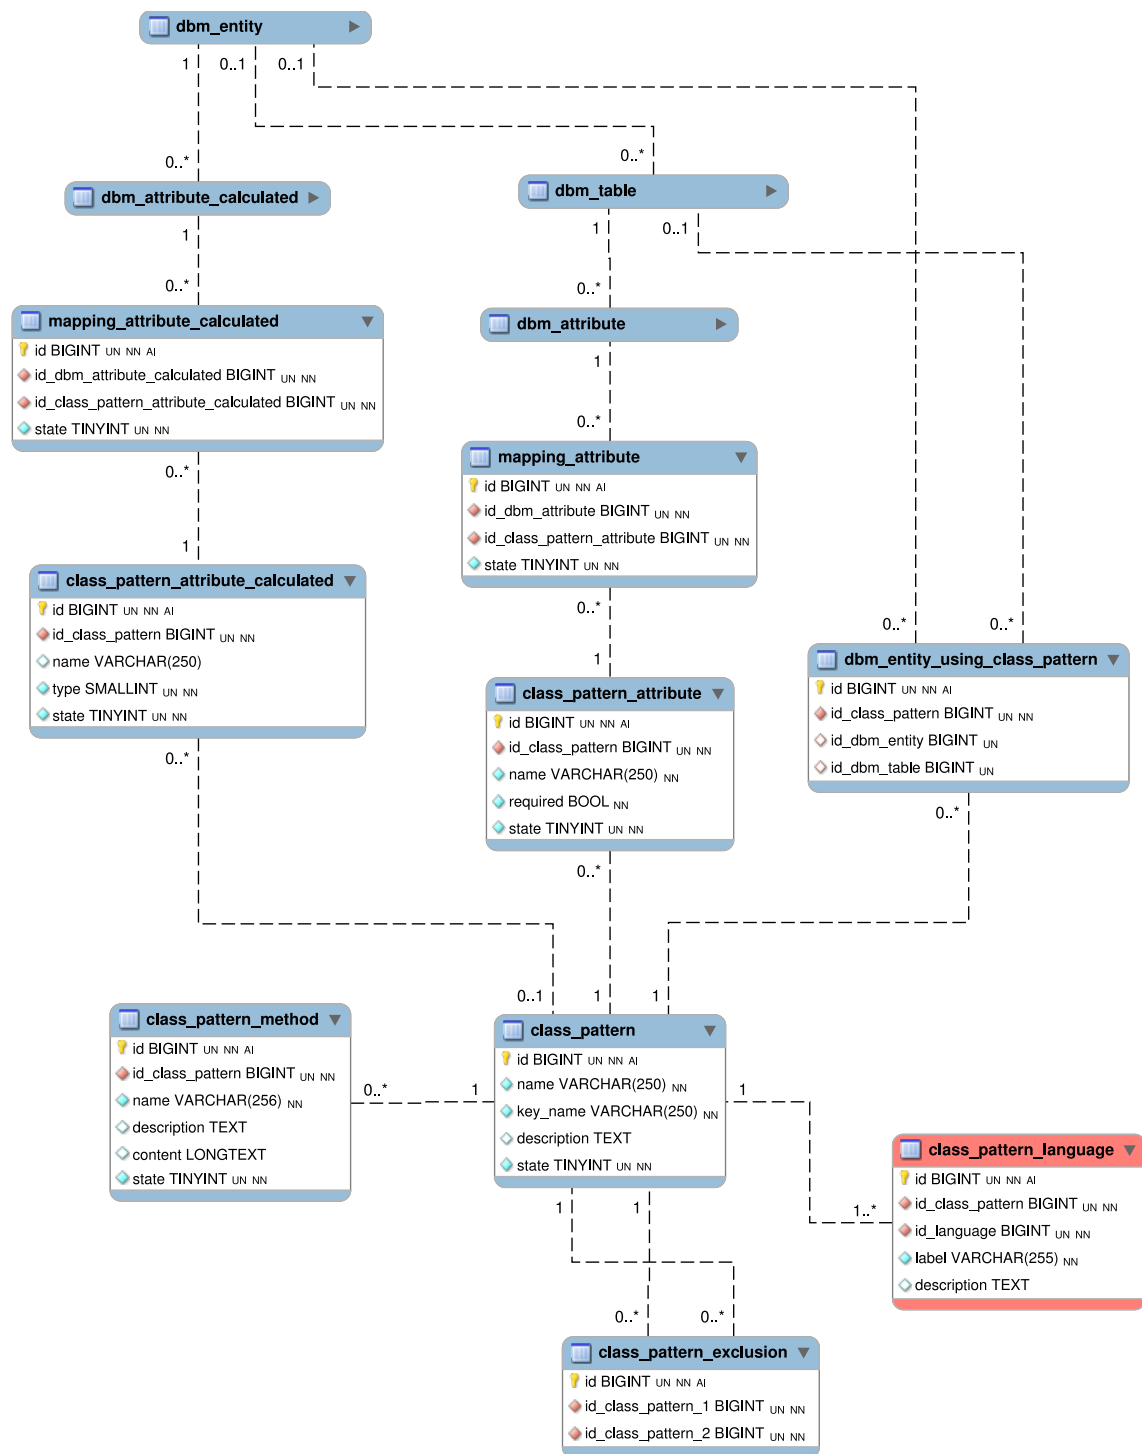 dbm_entity
1
0..1
0..1
0..*
0..*
dbm_attribute_calculated
dbm_table
1
1
0..1
0..*
0..*
mapping_attribute_calculated
id BIGINT UN NN AI
id_dbm_attribute_calculated BIGINT UN NN
id_class_pattern_attribute_calculated BIGINT UN NN
state TINYINT UN NN
dbm_attribute
1
0..*
mapping_attribute
id BIGINT UN NN AI
id_dbm_attribute BIGINT UN NN
id_class_pattern_attribute BIGINT UN NN
state TINYINT UN NN
0..*
1
class_pattern_attribute_calculated
id BIGINT UN NN AI
id_class_pattern BIGINT UN NN
name VARCHAR(250)
type SMALLINT UN NN
state TINYINT UN NN
0..*
0..*
1
class_pattern_attribute
id BIGINT UN NN AI
id_class_pattern BIGINT UN NN
name VARCHAR(250) NN
required BOOL NN
state TINYINT UN NN
0..*
0..*
0..*
dbm_entity_using_class_pattern
id BIGINT UN NN AI
id_class_pattern BIGINT UN NN
id_dbm_entity BIGINT UN
id_dbm_table BIGINT UN
0..*
0..1
1
1
class_pattern_method
id BIGINT UN NN AI
id_class_pattern BIGINT UN NN
name VARCHAR(256) NN
description TEXT
content LONGTEXT
state TINYINT UN NN
0..*
1
class_pattern
id BIGINT UN NN AI
name VARCHAR(250) NN
key_name VARCHAR(250) NN
description TEXT
state TINYINT UN NN
1
1..*
class_pattern_language
id BIGINT UN NN AI
id_class_pattern BIGINT UN NN
id_language BIGINT UN NN
label VARCHAR(255) NN
description TEXT
1
1
0..*
0..*
class_pattern_exclusion
id BIGINT UN NN AI
id_class_pattern_1 BIGINT UN NN
id_class_pattern_2 BIGINT UN NN